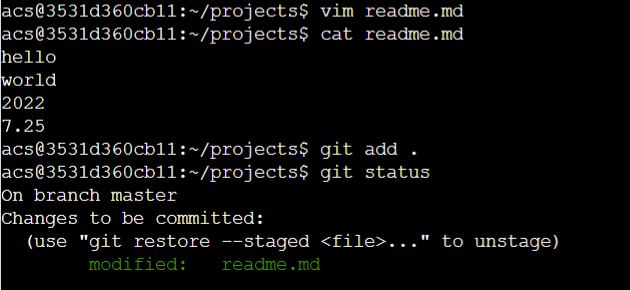 acs@3531d360cb11:~/projects$ vim readme.md
acs@3531d360cb11:~/projects$ cat readme.md
hello
world
2022
7.25
acs@3531d360cb11:~/projects$ git add .
acs@3531d360cb11:~/projects$ git status
On branch master
Changes to be committed:
  (use "git restore --staged <file>..." to unstage)
        modified:   readme.md